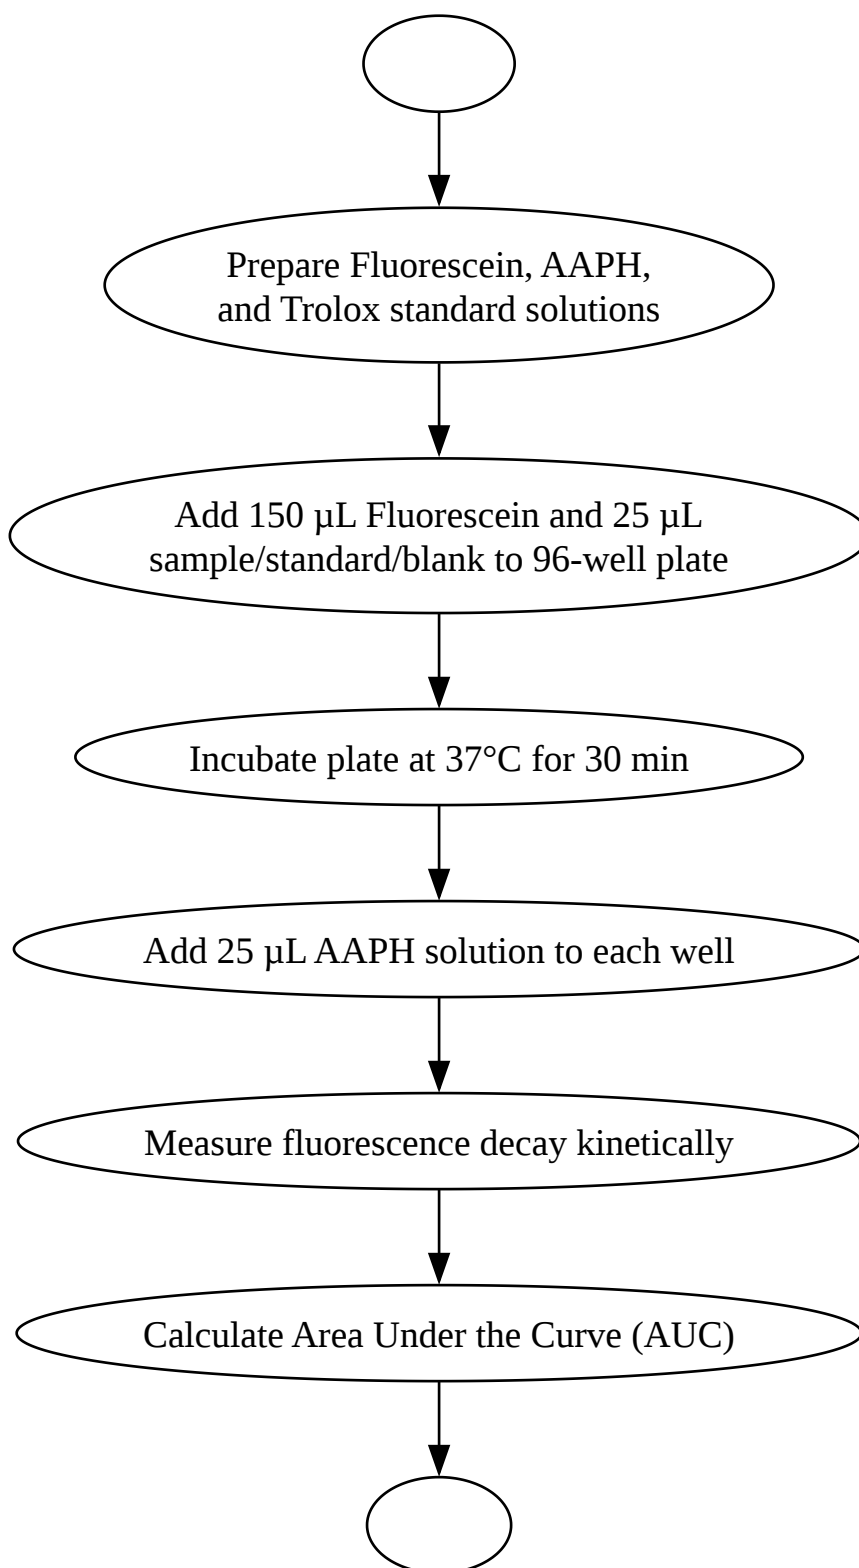 Prepare Fluorescein, AAPH,
and Trolox standard solutions
Add 150 µL Fluorescein and 25 µL
sample/standard/blank to 96-well plate
Incubate plate at 37°C for 30 min
Add 25 µL AAPH solution to each well
Measure fluorescence decay kinetically
Calculate Area Under the Curve (AUC)